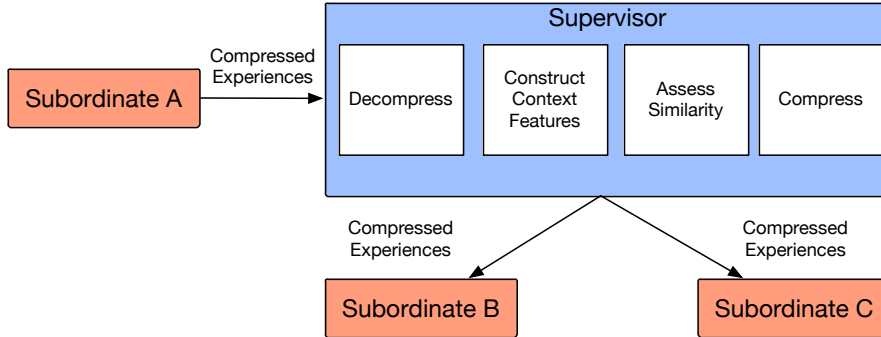 Supervisor
Compressed
Experiences
Subordinate A
Decompress
Construct
Context
Features
Assess
Similarity
Compress
Compressed
Experiences
Compressed
Experiences
Subordinate B
Subordinate C